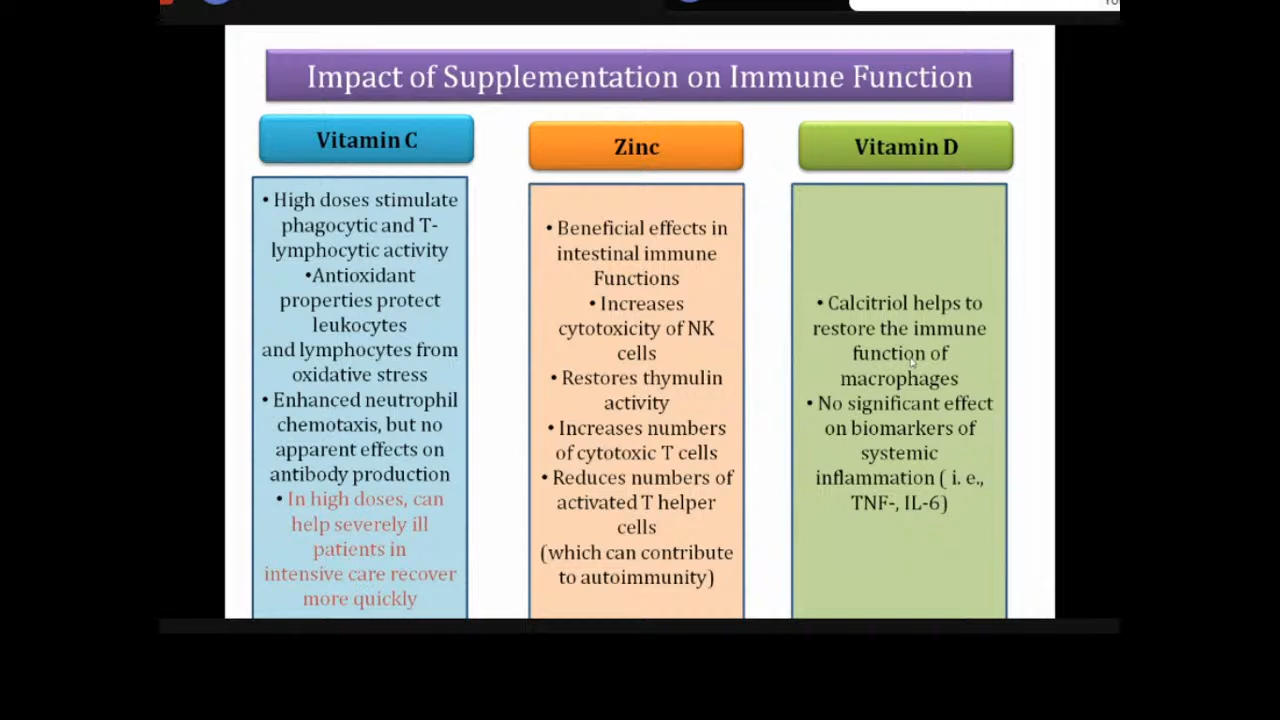 Impact of Supplementation on Immune Function
Vitamin C
• High doses stimulate
phagocytic and T-
lymphocytic activity
•Antioxidant
properties protect
leukocytes
and lymphocytes from
oxidative stress
• Enhanced neutrophil
chemotaxis, but no
apparent effects on
antibody production
• In high doses, can
help severely ill
patients in
intensive care recover
more quickly
Zinc
• Beneficial effects in
intestinal immune
Functions
• Increases
cytotoxicity of NK
cells
• Restores thymulin
activity
• Increases numbers
of cytotoxic T cells
• Reduces numbers of
activated T helper
cells
(which can contribute
to autoimmunity)
Vitamin D
• Calcitriol helps to
restore the immune
function of
macrophages
• No significant effect
on biomarkers of
systemic
inflammation ( i. e.,
TNF-, IL-6)